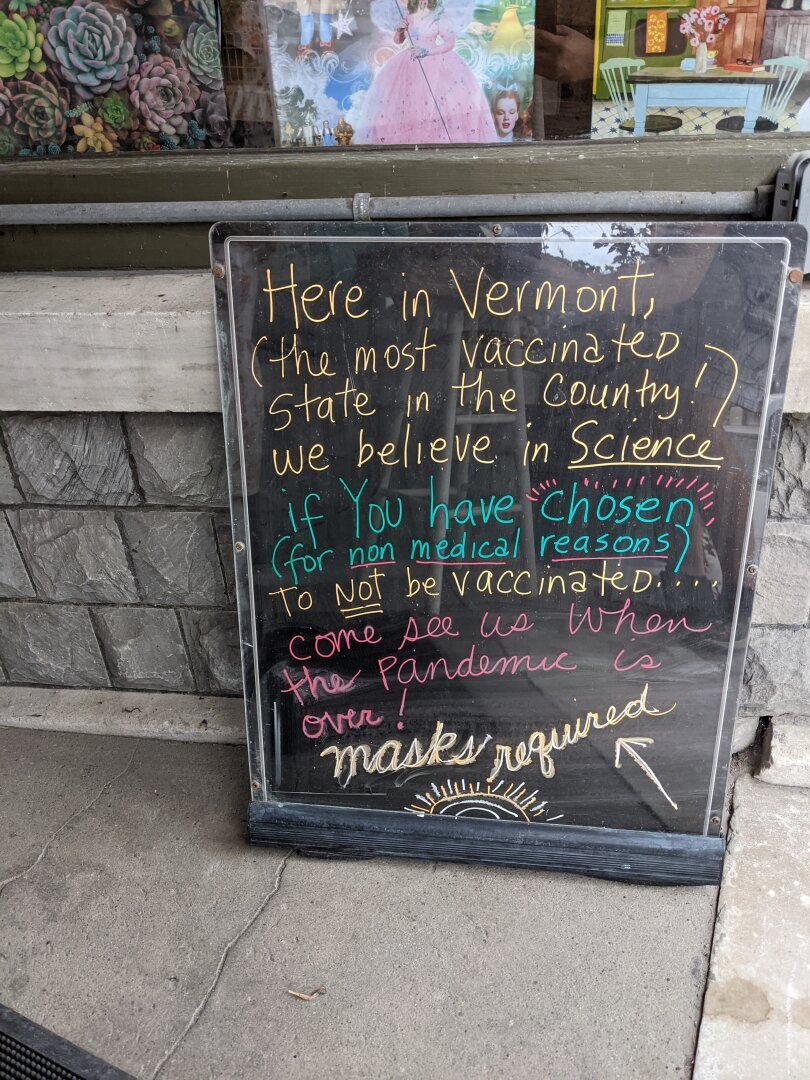 Here in Vermont,
(the most vaccinated
State in the Country!)
we believe in Science
if You have chosen
(for non medical reasons)
To NOT be vaccinated....
come see us when
the pandemic is
over!
masks required